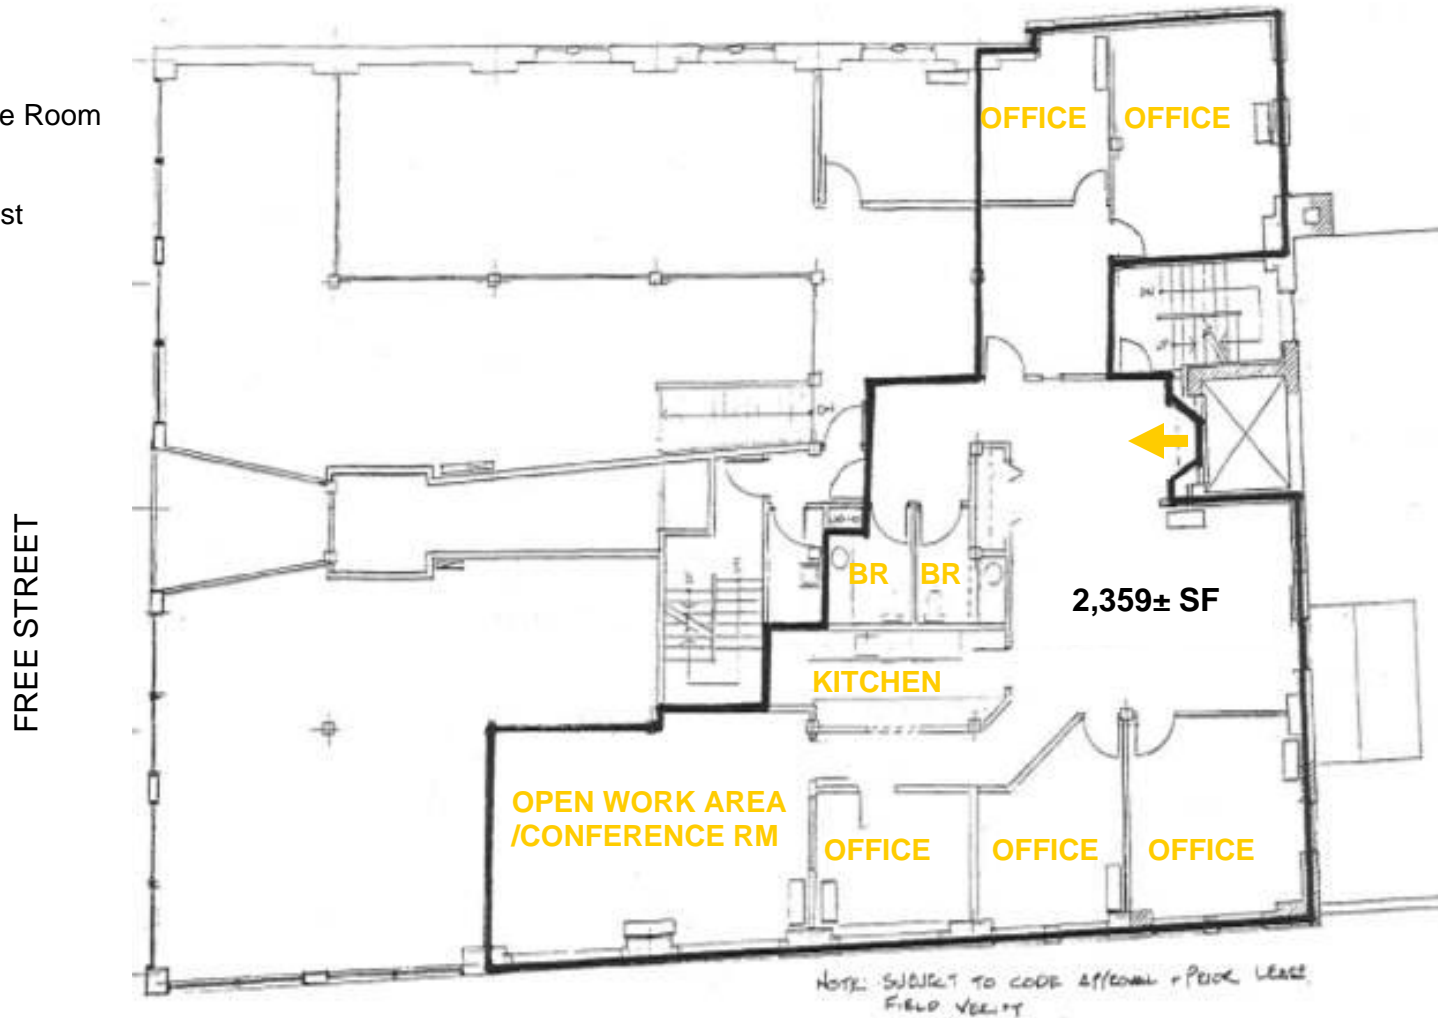 e Room
st
OFFICE OFFICE
FREE STREET
BR BR
2,359± SF
KITCHEN
OPEN WORK AREA
/CONFERENCE RM
OFFICE OFFICE OFFICE
NOTE: SUBJECT TO CODE APPROVAL + PRIOR LEASE.
FIELD VERIFY